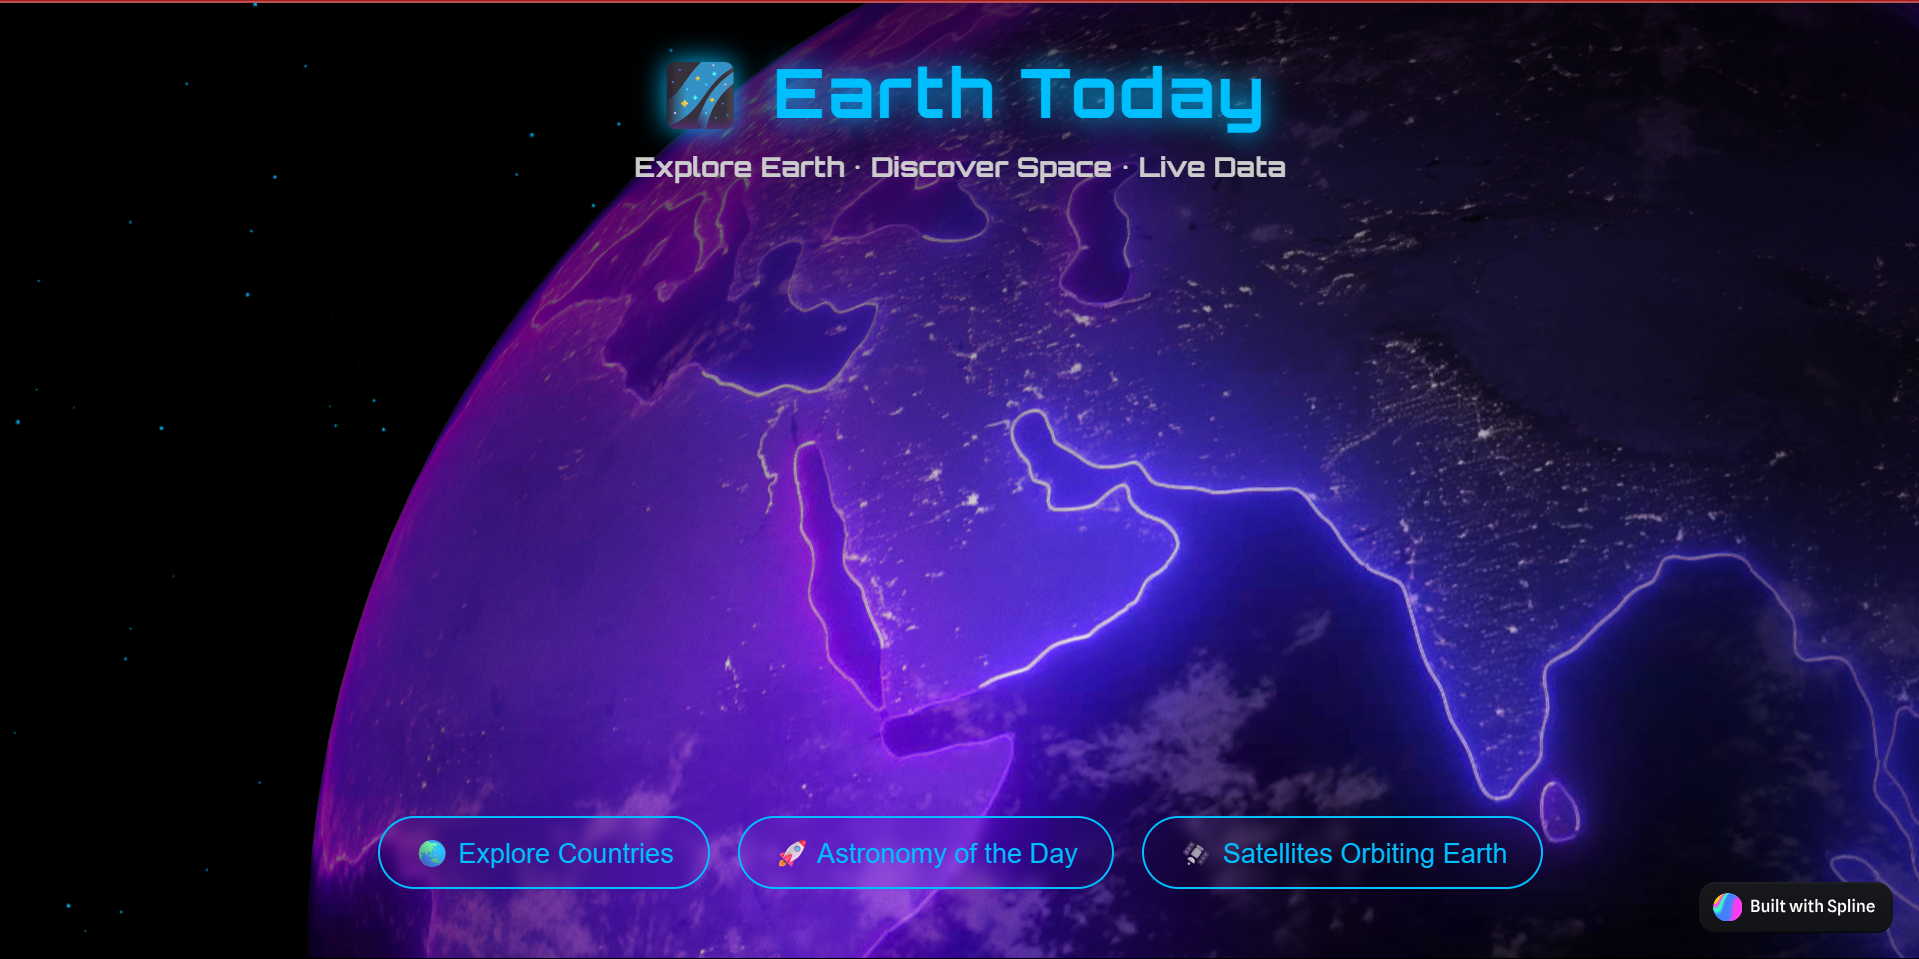 Earth Today
Explore Earth · Discover Space · Live Data
Explore Countries
Astronomy of the Day
Satellites Orbiting Earth
Built with Spline